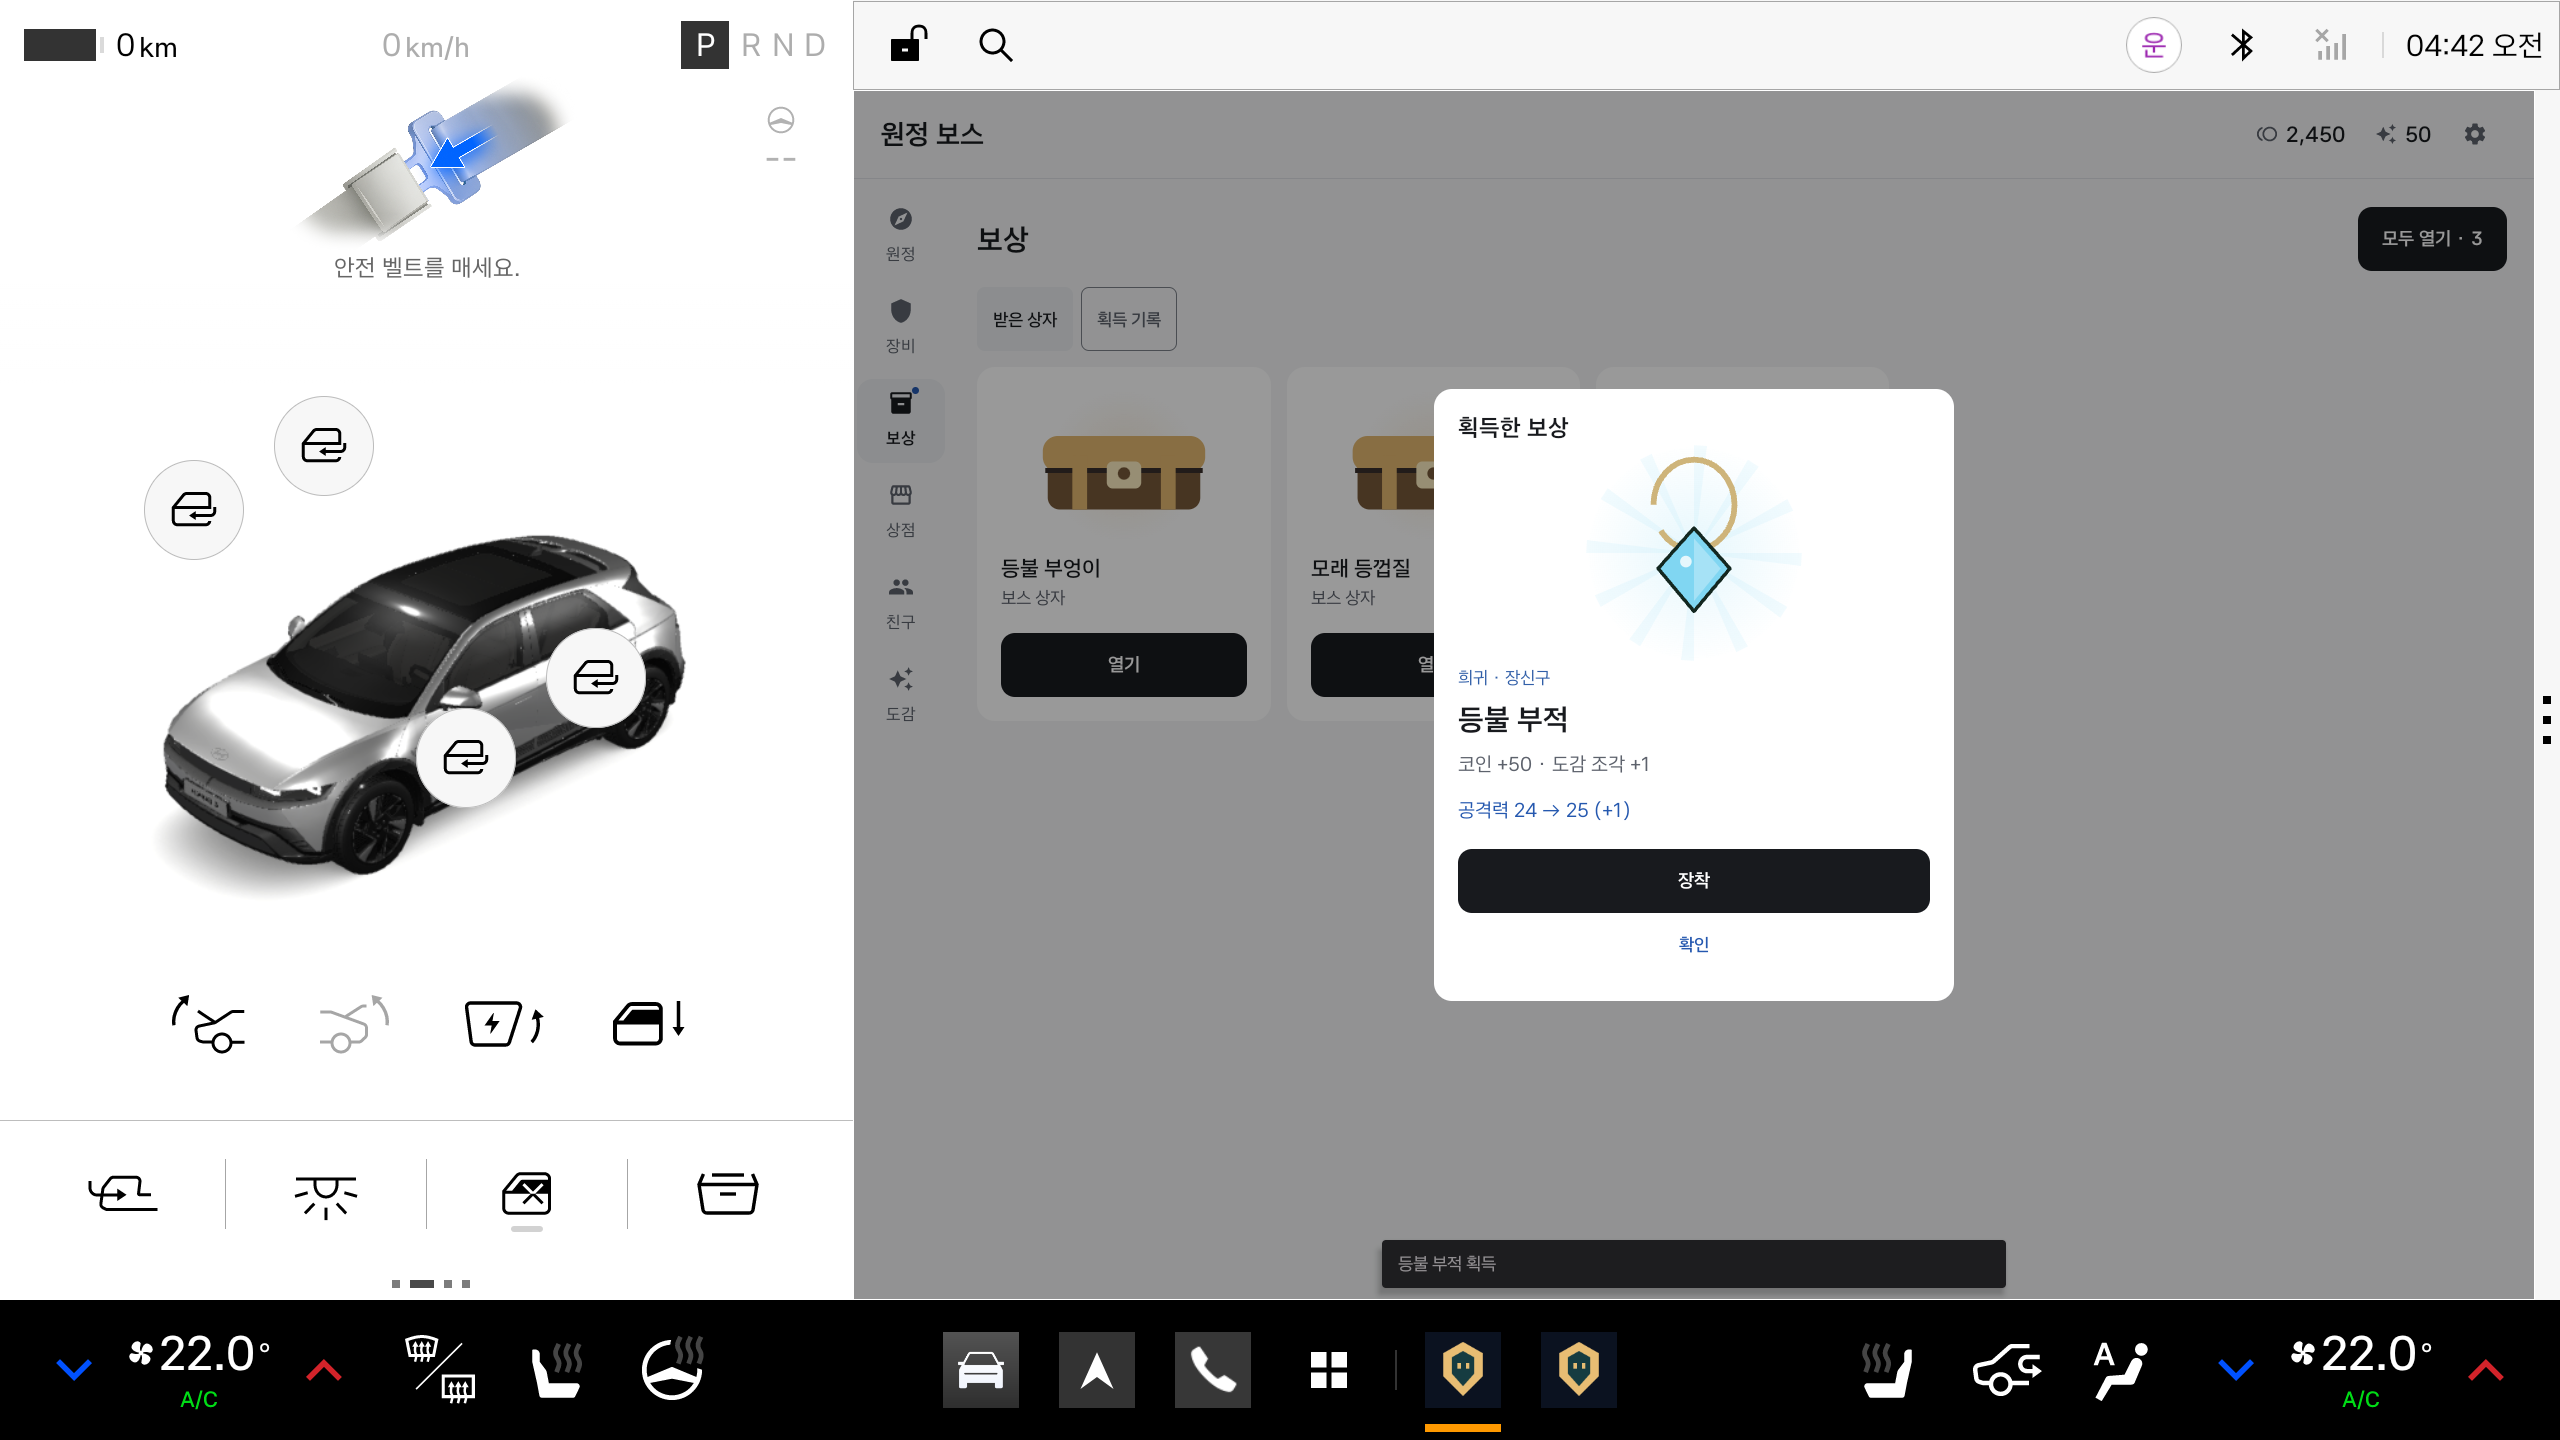 0 km
0 km/h
P R N D
안전 벨트를 매세요.
운
04:42 오전
원정 보스
2,450
50
원정
장비
보상
상점
친구
도감
보상
모두 열기 · 3
받은 상자
획득 기록
등불 부엉이
보스 상자
열기
모래 등껍질
보스 상자
획득한 보상
희귀 · 장신구
등불 부적
코인 +50 · 도감 조각 +1
공격력 24 → 25 (+1)
장착
확인
등불 부적 획득
22.0°
A/C
A
22.0°
A/C